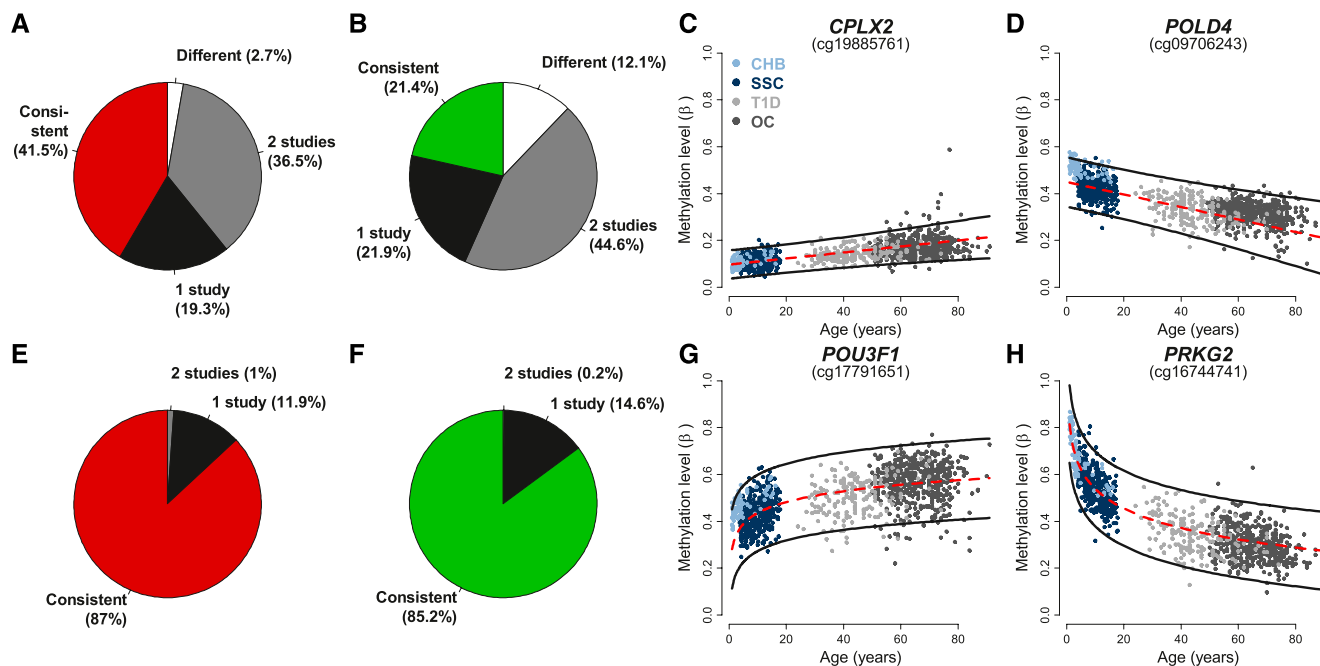 A
Different (2.7%)
Consi-
stent
(41.5%)
2 studies
(36.5%)
1 study
(19.3%)
B
Consistent
(21.4%)
Different (12.1%)
1 study
(21.9%)
2 studies
(44.6%)
C
CPLX2
(cg19885761)
CHB
SSC
T1D
OC
Methylation level (β)
0.0 0.2 0.4 0.6 0.8 1.0
0 20 40 60 80
Age (years)
D
POLD4
(cg09706243)
Methylation level (β)
0.0 0.2 0.4 0.6 0.8 1.0
0 20 40 60 80
Age (years)
E
2 studies (1%)
1 study (11.9%)
Consistent
(87%)
F
2 studies (0.2%)
1 study (14.6%)
Consistent
(85.2%)
G
POU3F1
(cg17791651)
Methylation level (β)
0.0 0.2 0.4 0.6 0.8 1.0
0 20 40 60 80
Age (years)
H
PRKG2
(cg16744741)
Methylation level (β)
0.0 0.2 0.4 0.6 0.8 1.0
0 20 40 60 80
Age (years)